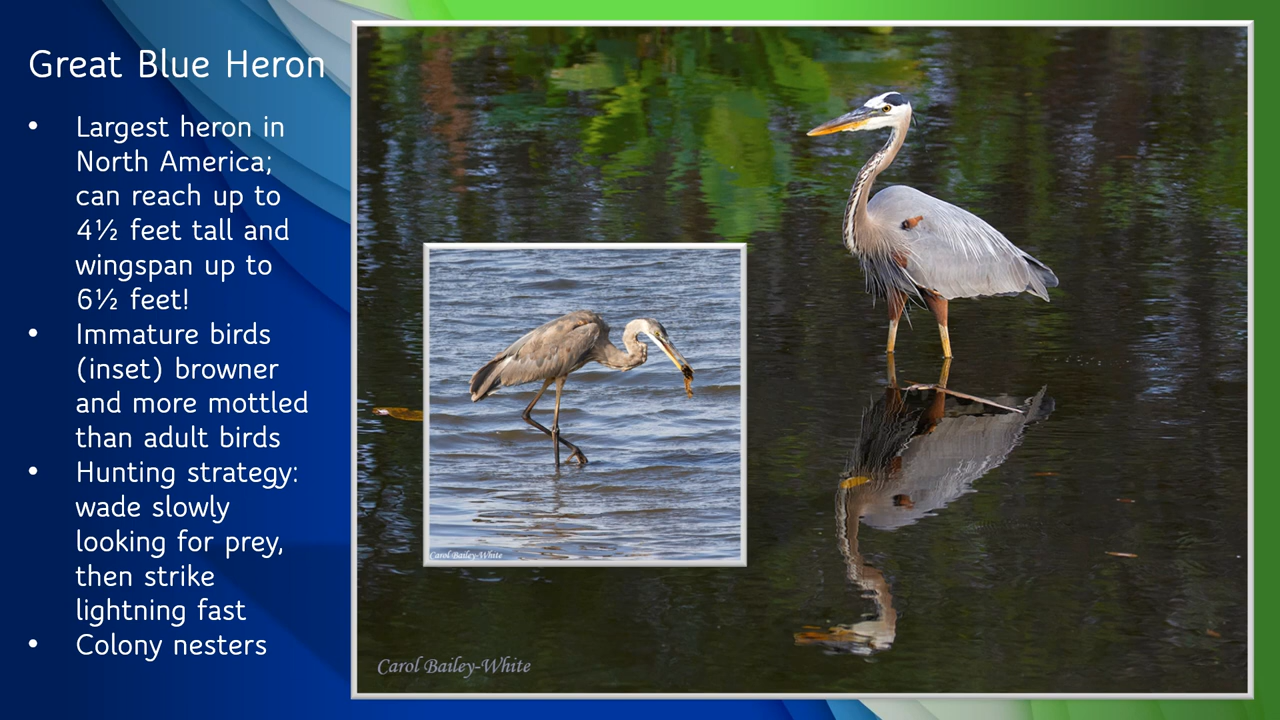 Great Blue Heron
• Largest heron in
North America;
can reach up to
4½ feet tall and
wingspan up to
6½ feet!
• Immature birds
(inset) browner
and more mottled
than adult birds
• Hunting strategy:
wade slowly
looking for prey,
then strike
lightning fast
• Colony nesters
Carol Bailey-White
Carol Bailey-White